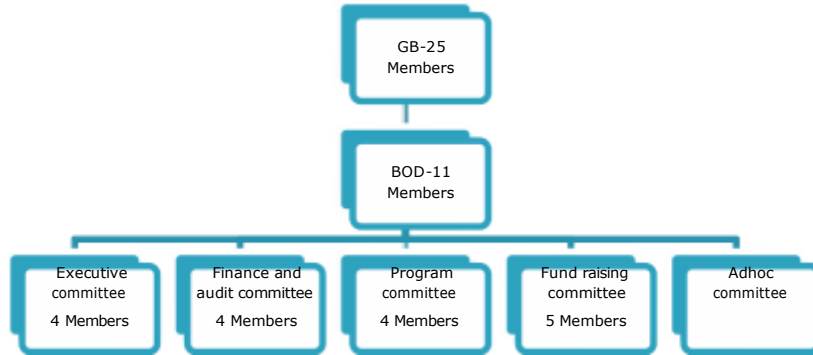 GB-25
Members
BOD-11
Members
Executive
committee
4 Members
Finance and
audit committee
4 Members
Program
committee
4 Members
Fund raising
committee
5 Members
Adhoc
committee